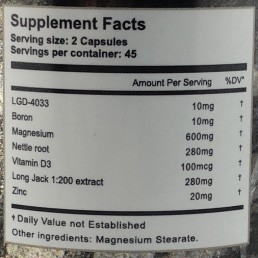 Supplement Facts
Serving size: 2 Capsules
Servings per container: 45
Amount Per Serving %DV*
LGD-4033 10mg †
Boron 10mg †
Magnesium 600mg †
Nettle root 280mg †
Vitamin D3 100mcg †
Long Jack 1:200 extract 280mg †
Zinc 20mg †
† Daily Value not Established
Other ingredients: Magnesium Stearate.